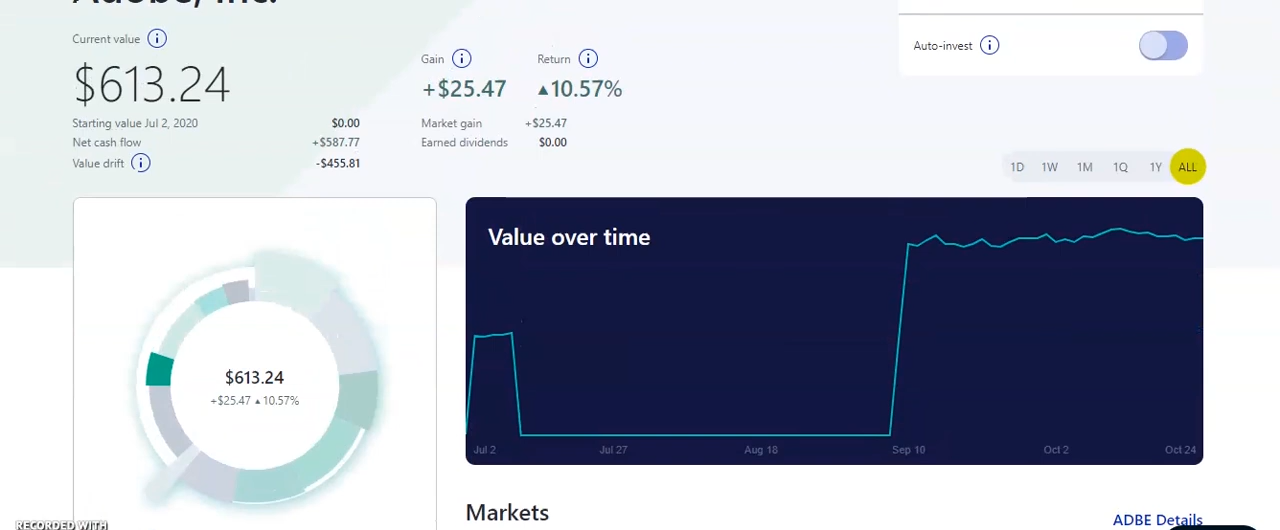 Adobe, Inc.
Current value
$613.24
Starting value Jul 2, 2020 $0.00
Net cash flow +$587.77
Value drift -$455.81
Gain Return
+$25.47 ▲10.57%
Market gain +$25.47
Earned dividends $0.00
Auto-invest
1D 1W 1M 1Q 1Y ALL
$613.24
+$25.47 ▲10.57%
Value over time
Jul 2 Jul 27 Aug 18 Sep 10 Oct 2 Oct 24
Markets
ADBE Details
RECORDED WITH